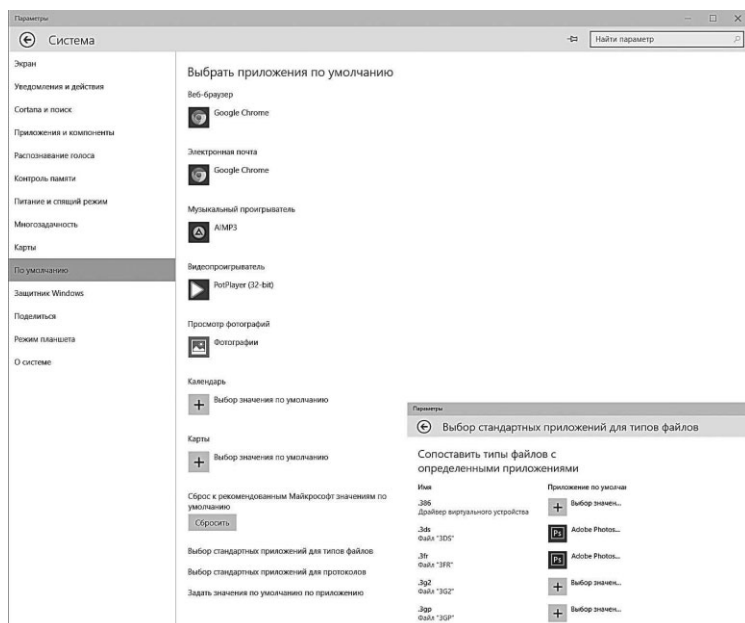 Параметры
Система
Найти параметр
Экран
Уведомления и действия
Cortana и поиск
Приложения и компоненты
Распознавание голоса
Контроль памяти
Питание и спящий режим
Многозадачность
Карты
По умолчанию
Защитник Windows
Поделиться
Режим планшета
О системе
Выбрать приложения по умолчанию
Веб-браузер
Google Chrome
Электронная почта
Google Chrome
Музыкальный проигрыватель
AIMP3
Видеопроигрыватель
PotPlayer (32-bit)
Просмотр фотографий
Фотографии
Календарь
Выбор значения по умолчанию
Карты
Выбор значения по умолчанию
Сброс к рекомендованным Майкрософт значениям по
умолчанию
Сбросить
Выбор стандартных приложений для типов файлов
Выбор стандартных приложений для протоколов
Задать значения по умолчанию по приложению
Параметры
Выбор стандартных приложений для типов файлов
Сопоставить типы файлов с
определенными приложениями
Имя Приложение по умолчан
.386 Выбор значен...
Драйвер виртуального устройства
.3ds Ps Adobe Photos...
Файл "3DS"
.3fr Ps Adobe Photos...
Файл "3FR"
.3g2 Выбор значен...
Файл "3G2"
.3gp Выбор значен...
Файл "3GP"